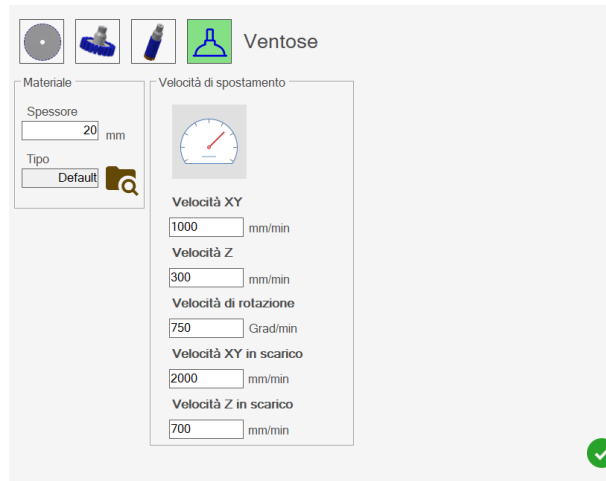 Ventose
Materiale
Spessore
20 mm
Tipo
Default
Velocità di spostamento
Velocità XY
1000 mm/min
Velocità Z
300 mm/min
Velocità di rotazione
750 Grad/min
Velocità XY in scarico
2000 mm/min
Velocità Z in scarico
700 mm/min